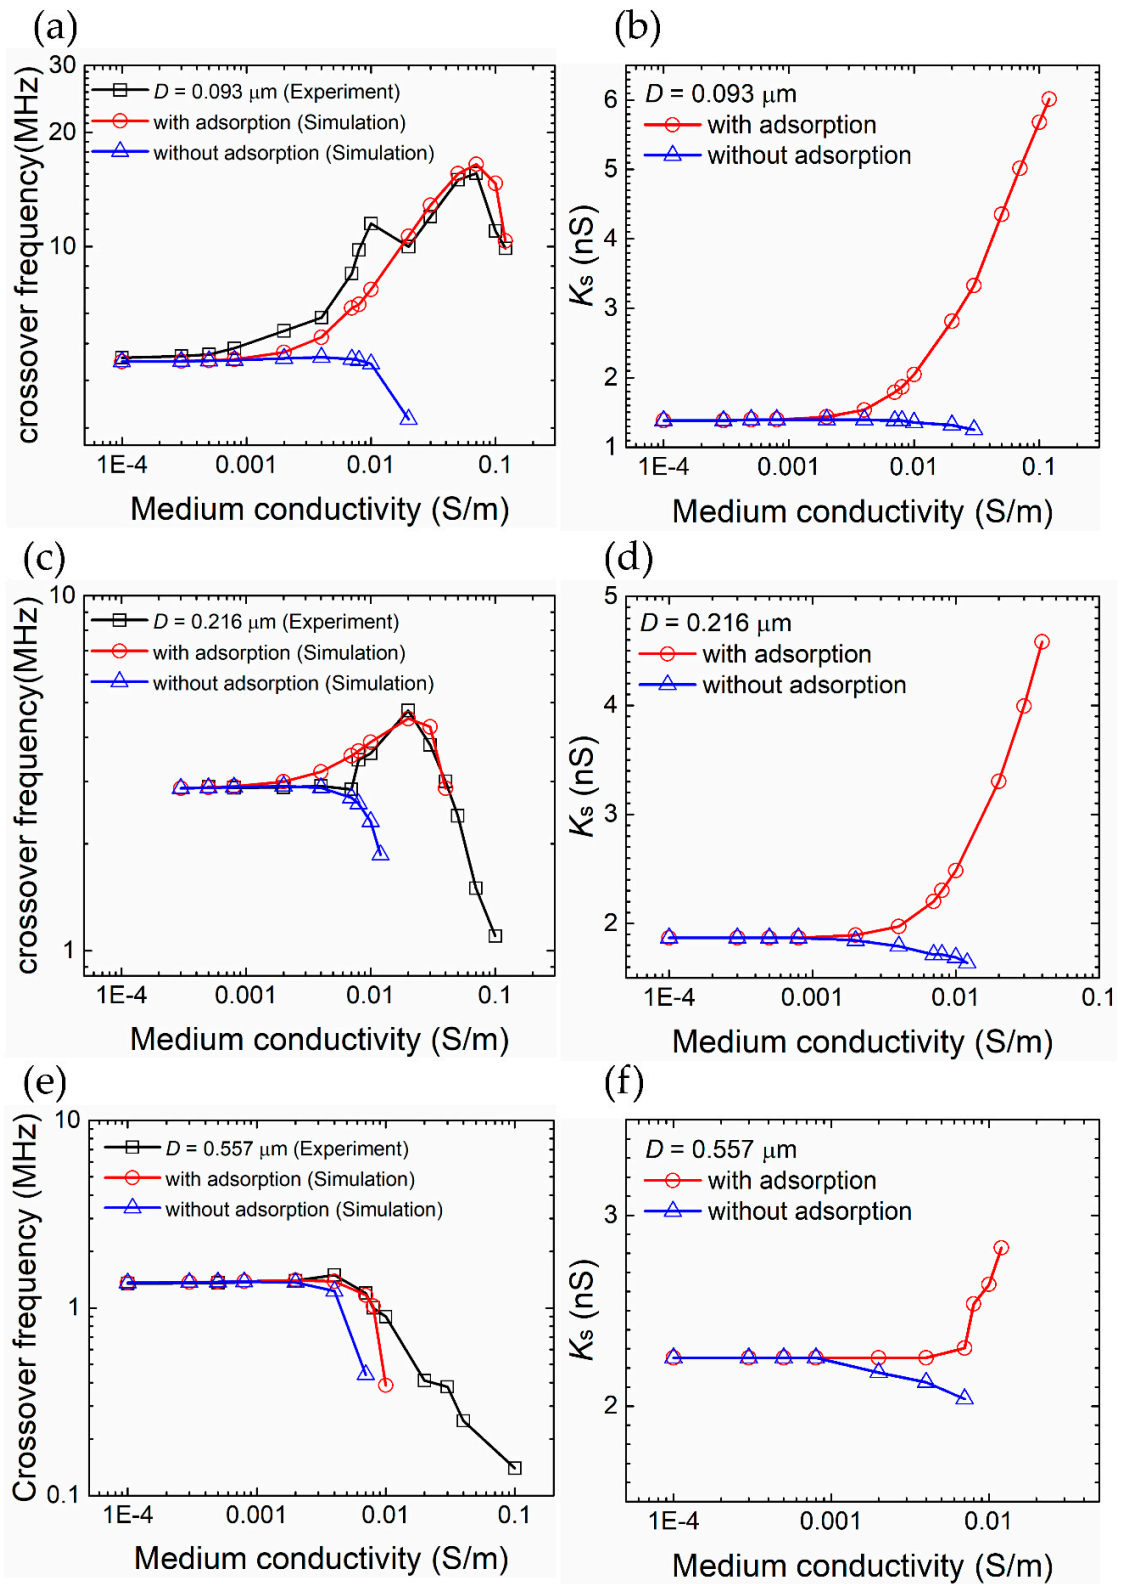 (a)
crossover frequency(MHz)
30
20
10
D = 0.093 μm (Experiment)
with adsorption (Simulation)
without adsorption (Simulation)
1E-4 0.001 0.01 0.1
Medium conductivity (S/m)
(b)
Ks (nS)
6
5
4
3
2
1
D = 0.093 μm
with adsorption
without adsorption
1E-4 0.001 0.01 0.1
Medium conductivity (S/m)
(c)
crossover frequency(MHz)
10
1
D = 0.216 μm (Experiment)
with adsorption (Simulation)
without adsorption (Simulation)
1E-4 0.001 0.01 0.1
Medium conductivity (S/m)
(d)
Ks (nS)
5
4
3
2
D = 0.216 μm
with adsorption
without adsorption
1E-4 0.001 0.01 0.1
Medium conductivity (S/m)
(e)
Crossover frequency (MHz)
10
1
0.1
D = 0.557 μm (Experiment)
with adsorption (Simulation)
without adsorption (Simulation)
1E-4 0.001 0.01 0.1
Medium conductivity (S/m)
(f)
Ks (nS)
3
2
D = 0.557 μm
with adsorption
without adsorption
1E-4 0.001 0.01
Medium conductivity (S/m)